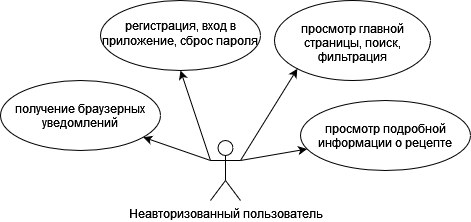 регистрация, вход в
приложение, сброс пароля
просмотр главной
страницы, поиск,
фильтрация
получение браузерных
уведомлений
просмотр подробной
информации о рецепте
Неавторизованный пользователь